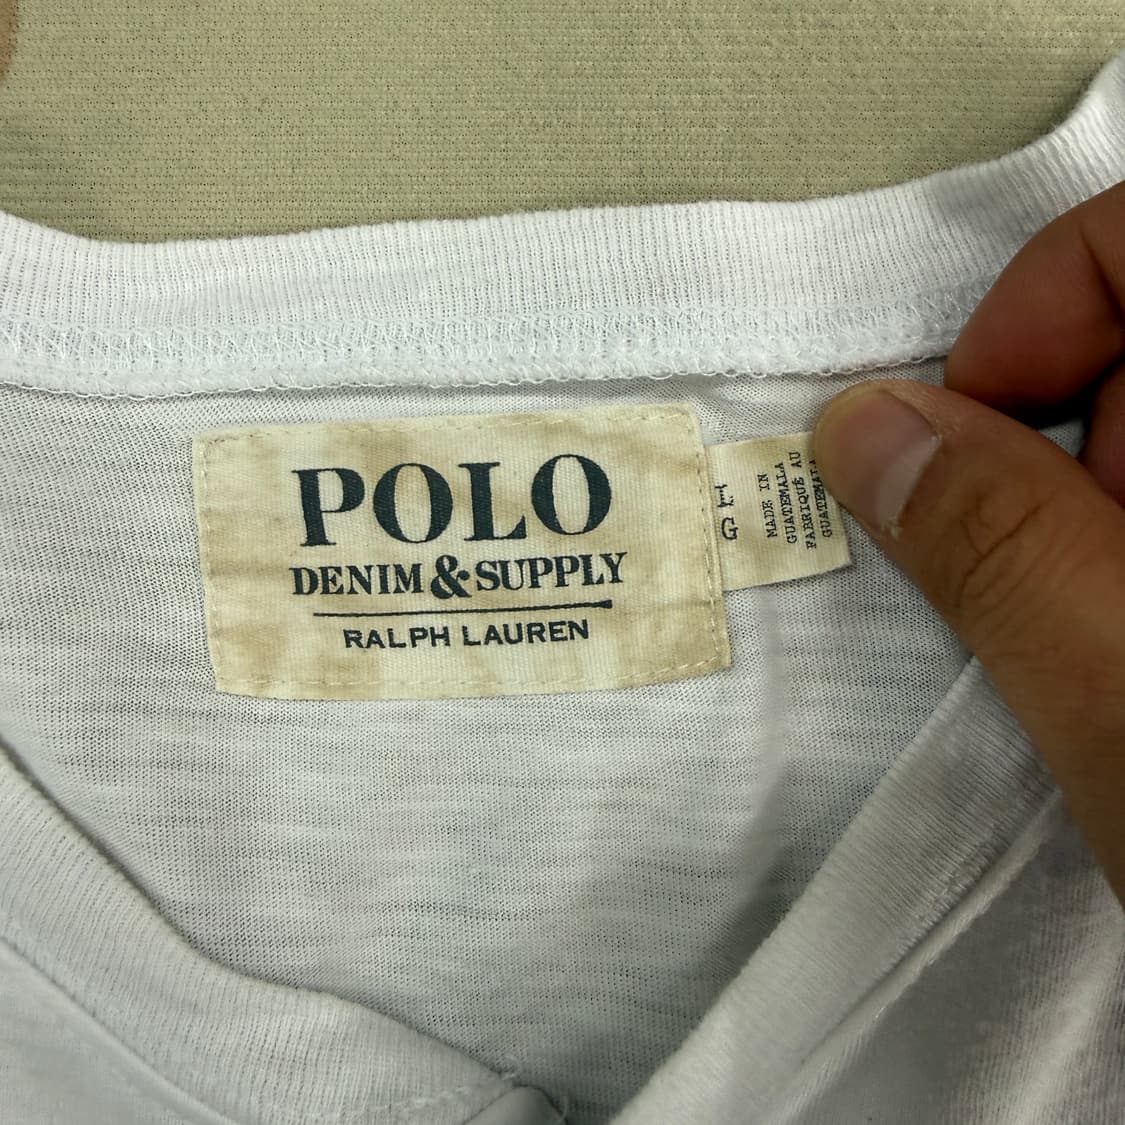 POLO
DENIM & SUPPLY
RALPH LAUREN
MADE IN
GUATEMALA
FABRIQUÉ AU
GUATEMALA